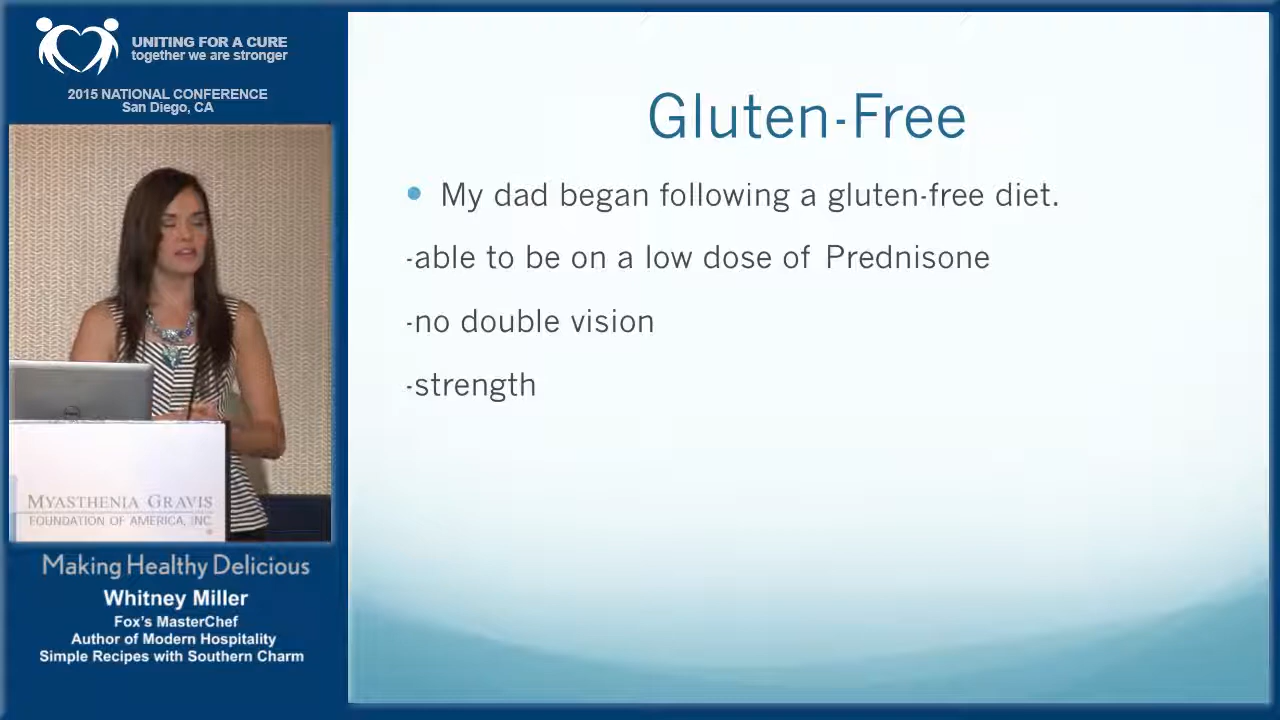 UNITING FOR A CURE
together we are stronger
2015 NATIONAL CONFERENCE
San Diego, CA
Gluten-Free
My dad began following a gluten-free diet.
-able to be on a low dose of Prednisone
-no double vision
-strength
MYASTHENIA GRAVIS
FOUNDATION OF AMERICA, INC.
Making Healthy Delicious
Whitney Miller
Fox's MasterChef
Author of Modern Hospitality
Simple Recipes with Southern Charm